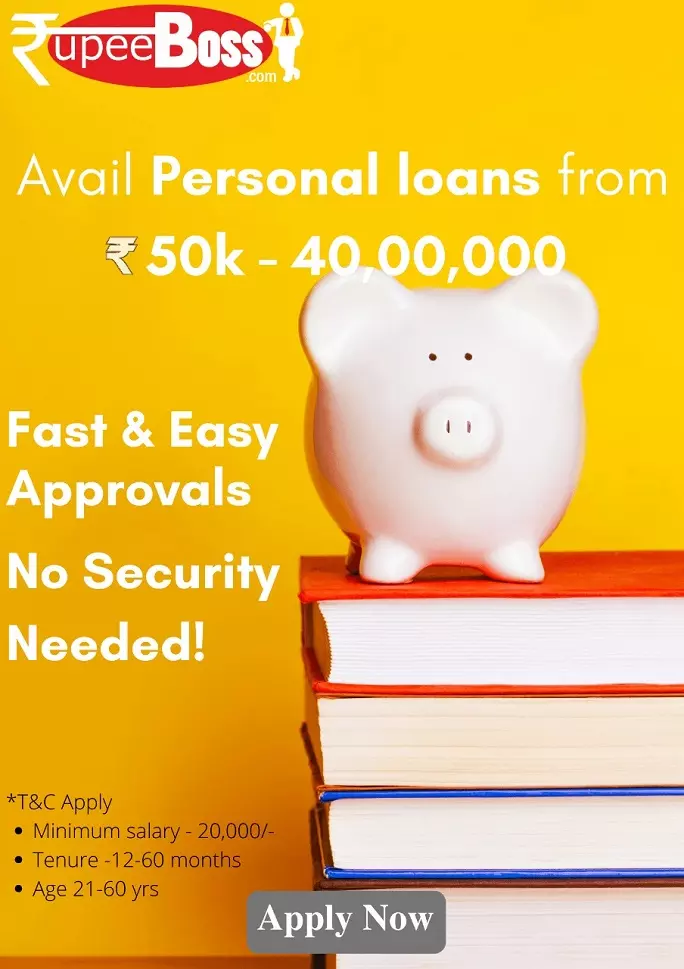 ₹upeeBoss
.com
Avail Personal loans from
₹ 50k - 40,00,000
Fast & Easy
Approvals
No Security
Needed!
*T&C Apply
• Minimum salary - 20,000/-
• Tenure -12-60 months
• Age 21-60 yrs
Apply Now